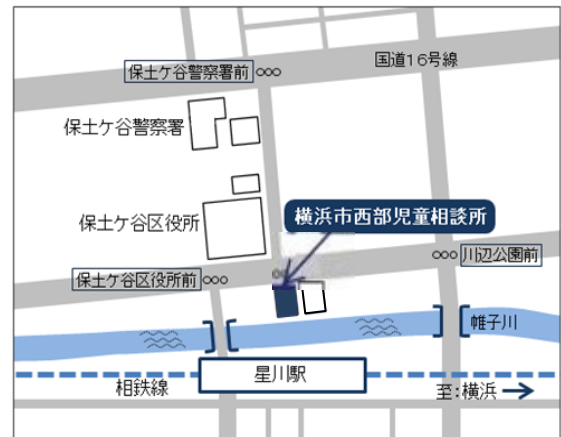 国道16号線
保土ケ谷警察署前
保土ケ谷警察署
横浜市西部児童相談所
保土ケ谷区役所
川辺公園前
保土ケ谷区役所前
帷子川
星川駅
相鉄線
至:横浜